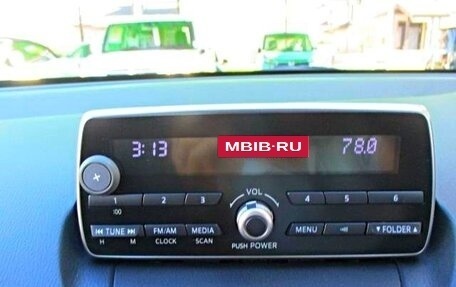 3:13 MBIB-RU 78.0
1 2 3 VOL 4 5 6
:00
TUNE FM/AM MEDIA MENU FOLDER
H M CLOCK SCAN PUSH POWER